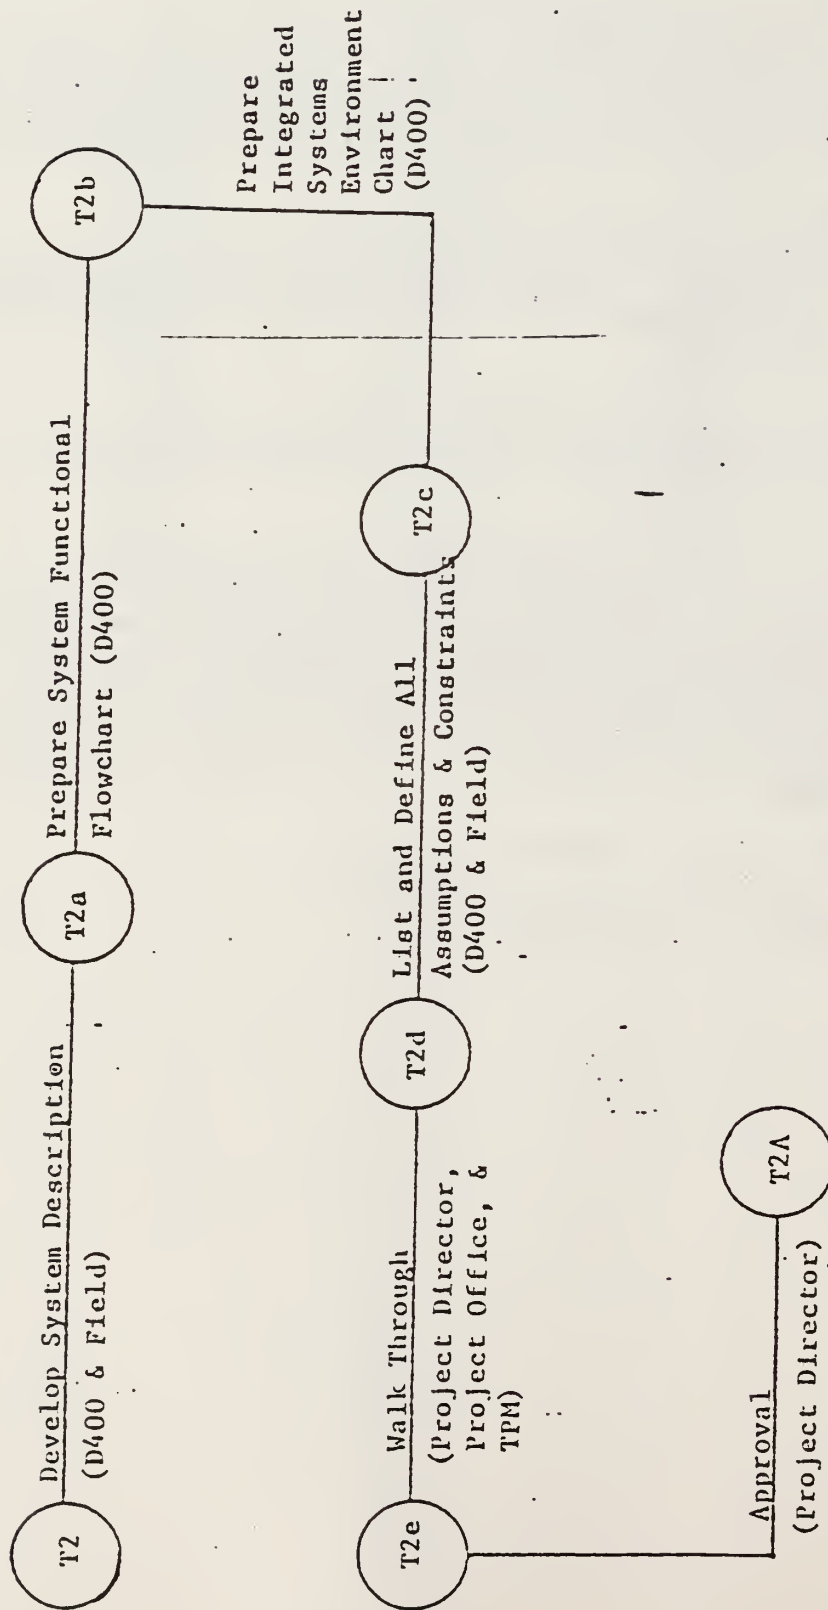 T2
Develop System Description
(D400 & Field)
T2a
Prepare System Functional
Flowchart (D400)
T2b
Prepare
Integrated
Systems
Environment
Chart
(D400)
T2c
List and Define All
Assumptions & Constraints
(D400 & Field)
T2d
Walk Through
(Project Director,
Project Office, &
TPM)
T2e
Approval
(Project Director)
T2A